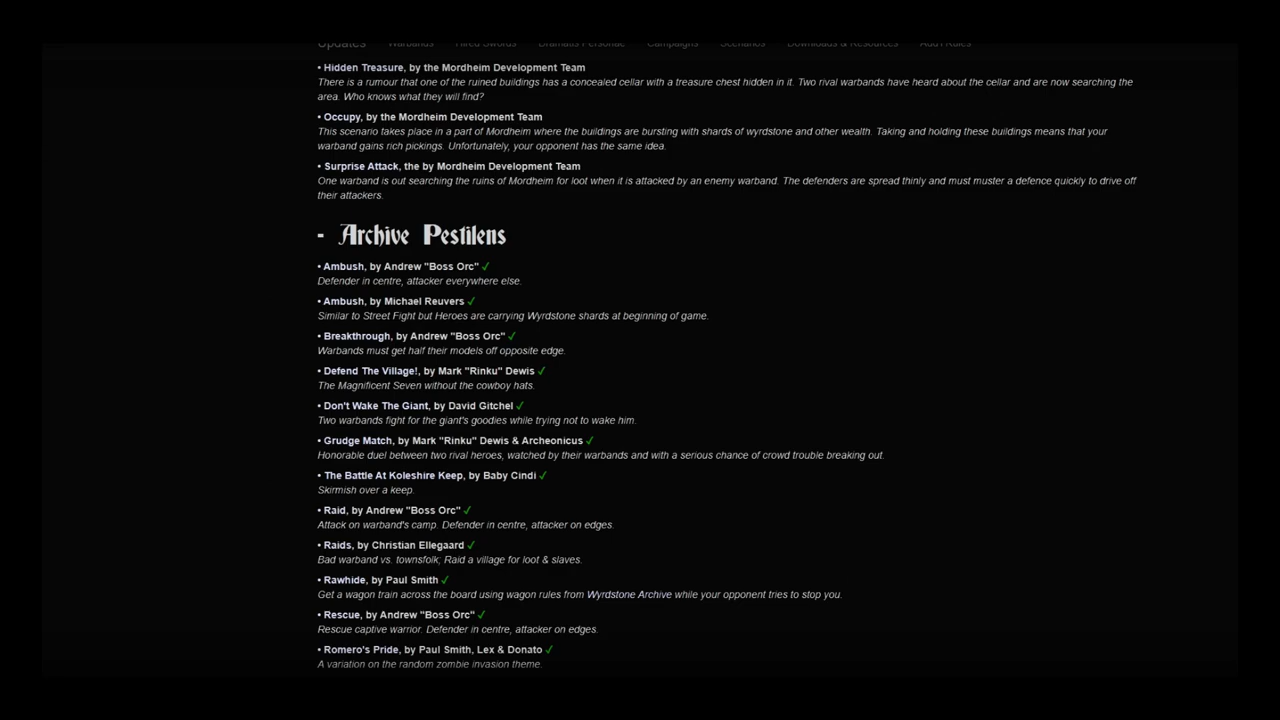 Updates Warbands Hired Swords Dramatis Personae Campaigns Scenarios Downloads & Resources Add'l Rules
• Hidden Treasure, by the Mordheim Development Team
There is a rumour that one of the ruined buildings has a concealed cellar with a treasure chest hidden in it. Two rival warbands have heard about the cellar and are now searching the
area. Who knows what they will find?
• Occupy, by the Mordheim Development Team
This scenario takes place in a part of Mordheim where the buildings are bursting with shards of wyrdstone and other wealth. Taking and holding these buildings means that your
warband gains rich pickings. Unfortunately, your opponent has the same idea.
• Surprise Attack, the by Mordheim Development Team
One warband is out searching the ruins of Mordheim for loot when it is attacked by an enemy warband. The defenders are spread thinly and must muster a defence quickly to drive off
their attackers.
- Archive Pestilens
• Ambush, by Andrew "Boss Orc" ✓
Defender in centre, attacker everywhere else.
• Ambush, by Michael Reuvers ✓
Similar to Street Fight but Heroes are carrying Wyrdstone shards at beginning of game.
• Breakthrough, by Andrew "Boss Orc" ✓
Warbands must get half their models off opposite edge.
• Defend The Village!, by Mark "Rinku" Dewis ✓
The Magnificent Seven without the cowboy hats.
• Don't Wake The Giant, by David Gitchel ✓
Two warbands fight for the giant's goodies while trying not to wake him.
• Grudge Match, by Mark "Rinku" Dewis & Archeonicus ✓
Honorable duel between two rival heroes, watched by their warbands and with a serious chance of crowd trouble breaking out.
• The Battle At Koleshire Keep, by Baby Cindi ✓
Skirmish over a keep.
• Raid, by Andrew "Boss Orc" ✓
Attack on warband's camp. Defender in centre, attacker on edges.
• Raids, by Christian Ellegaard ✓
Bad warband vs. townsfolk; Raid a village for loot & slaves.
• Rawhide, by Paul Smith ✓
Get a wagon train across the board using wagon rules from Wyrdstone Archive while your opponent tries to stop you.
• Rescue, by Andrew "Boss Orc" ✓
Rescue captive warrior. Defender in centre, attacker on edges.
• Romero's Pride, by Paul Smith, Lex & Donato ✓
A variation on the random zombie invasion theme.